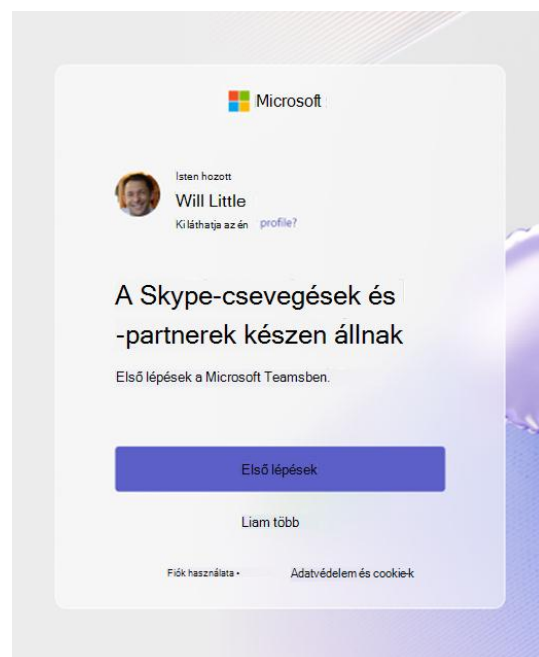 Microsoft
Isten hozott
Will Little
Ki láthatja az én profile?
A Skype-csevegések és
-partnerek készen állnak
Első lépések a Microsoft Teamsben.
Első lépések
Liam több
Fiók használata •
Adatvédelem és cookie-k